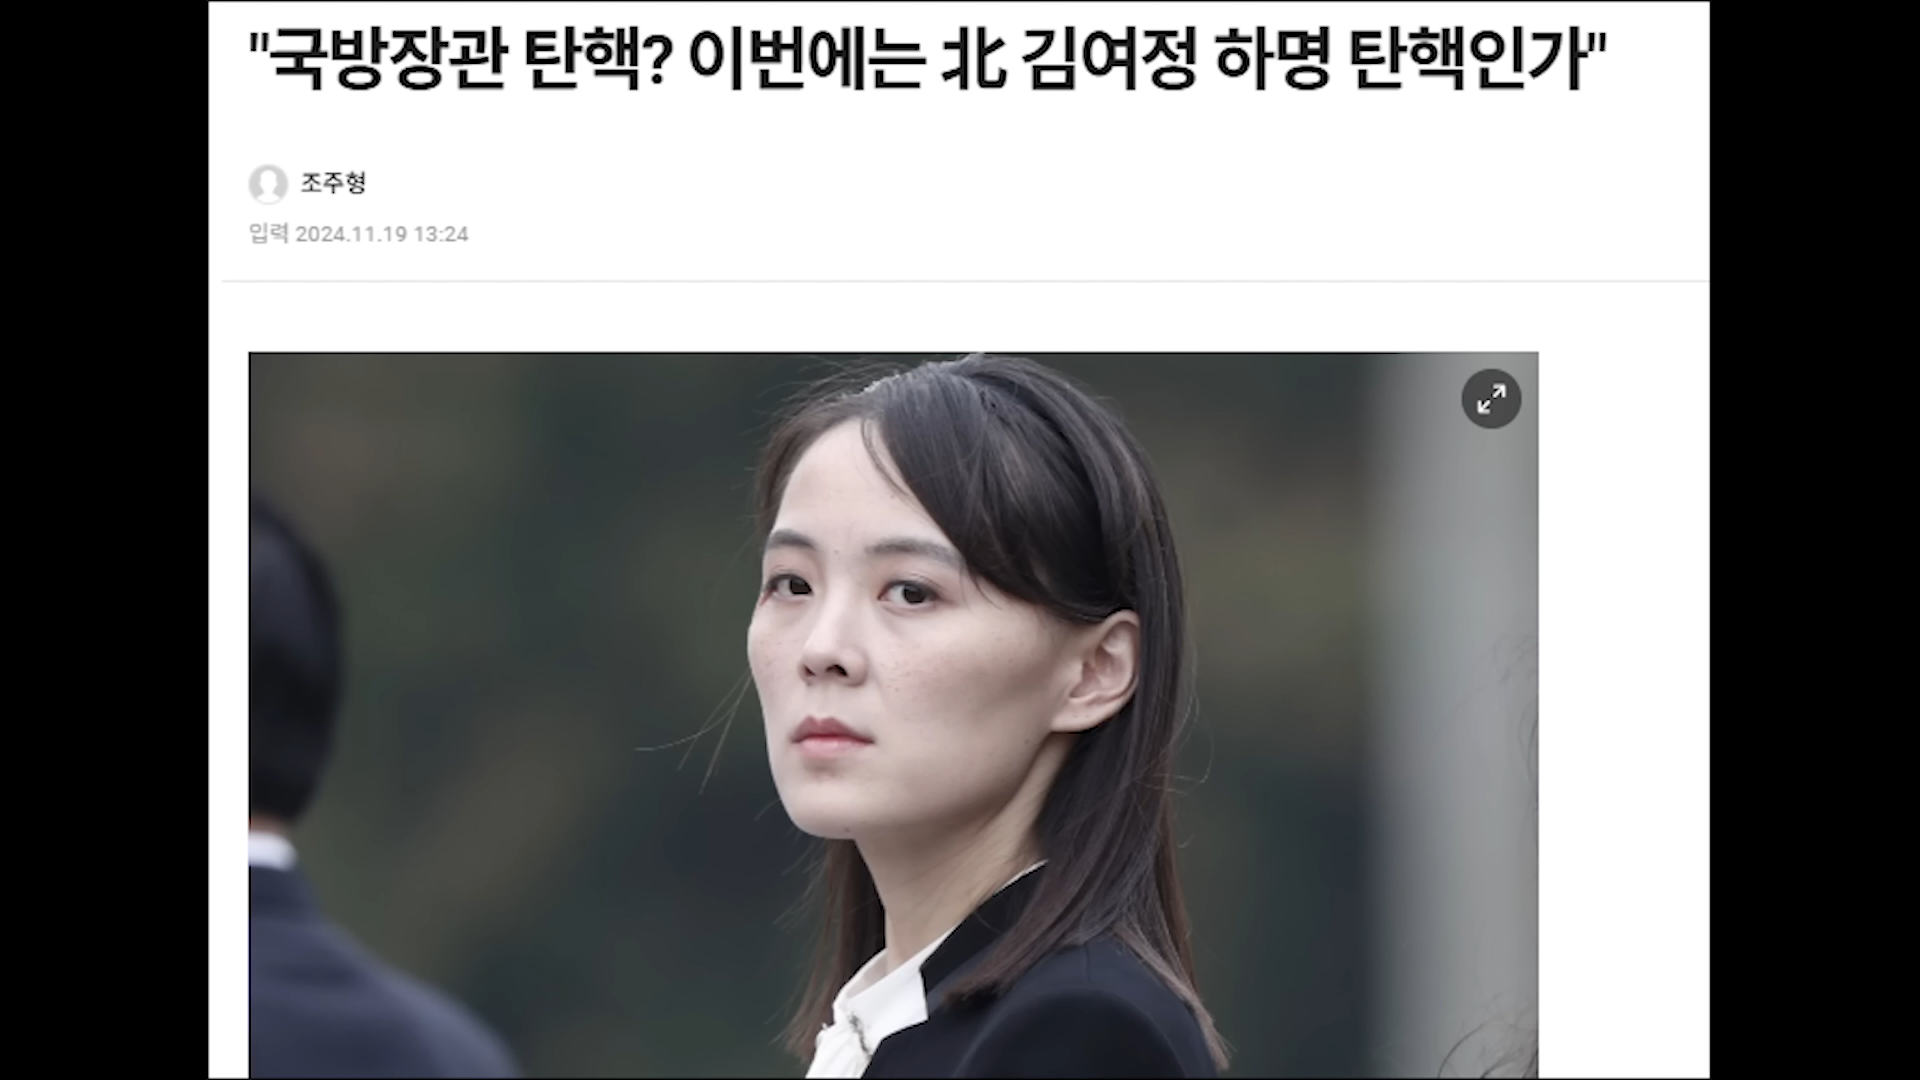 "국방장관 탄핵? 이번에는 北 김여정 하명 탄핵인가"
조주형
입력 2024.11.19 13:24